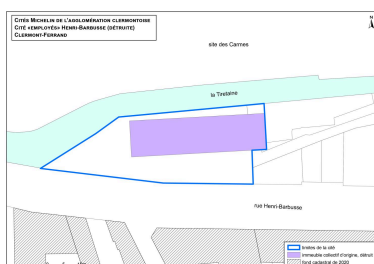 Cités Michelin de l'agglomération clermontoise
Cité «employés» Henri-Barbusse (détruite)
Clermont-Ferrand
N
site des Carmes
la Tiretaine
rue Henri-Barbusse
limites de la cité
immeuble collectif d'origine, détruit
fond cadastral de 2020